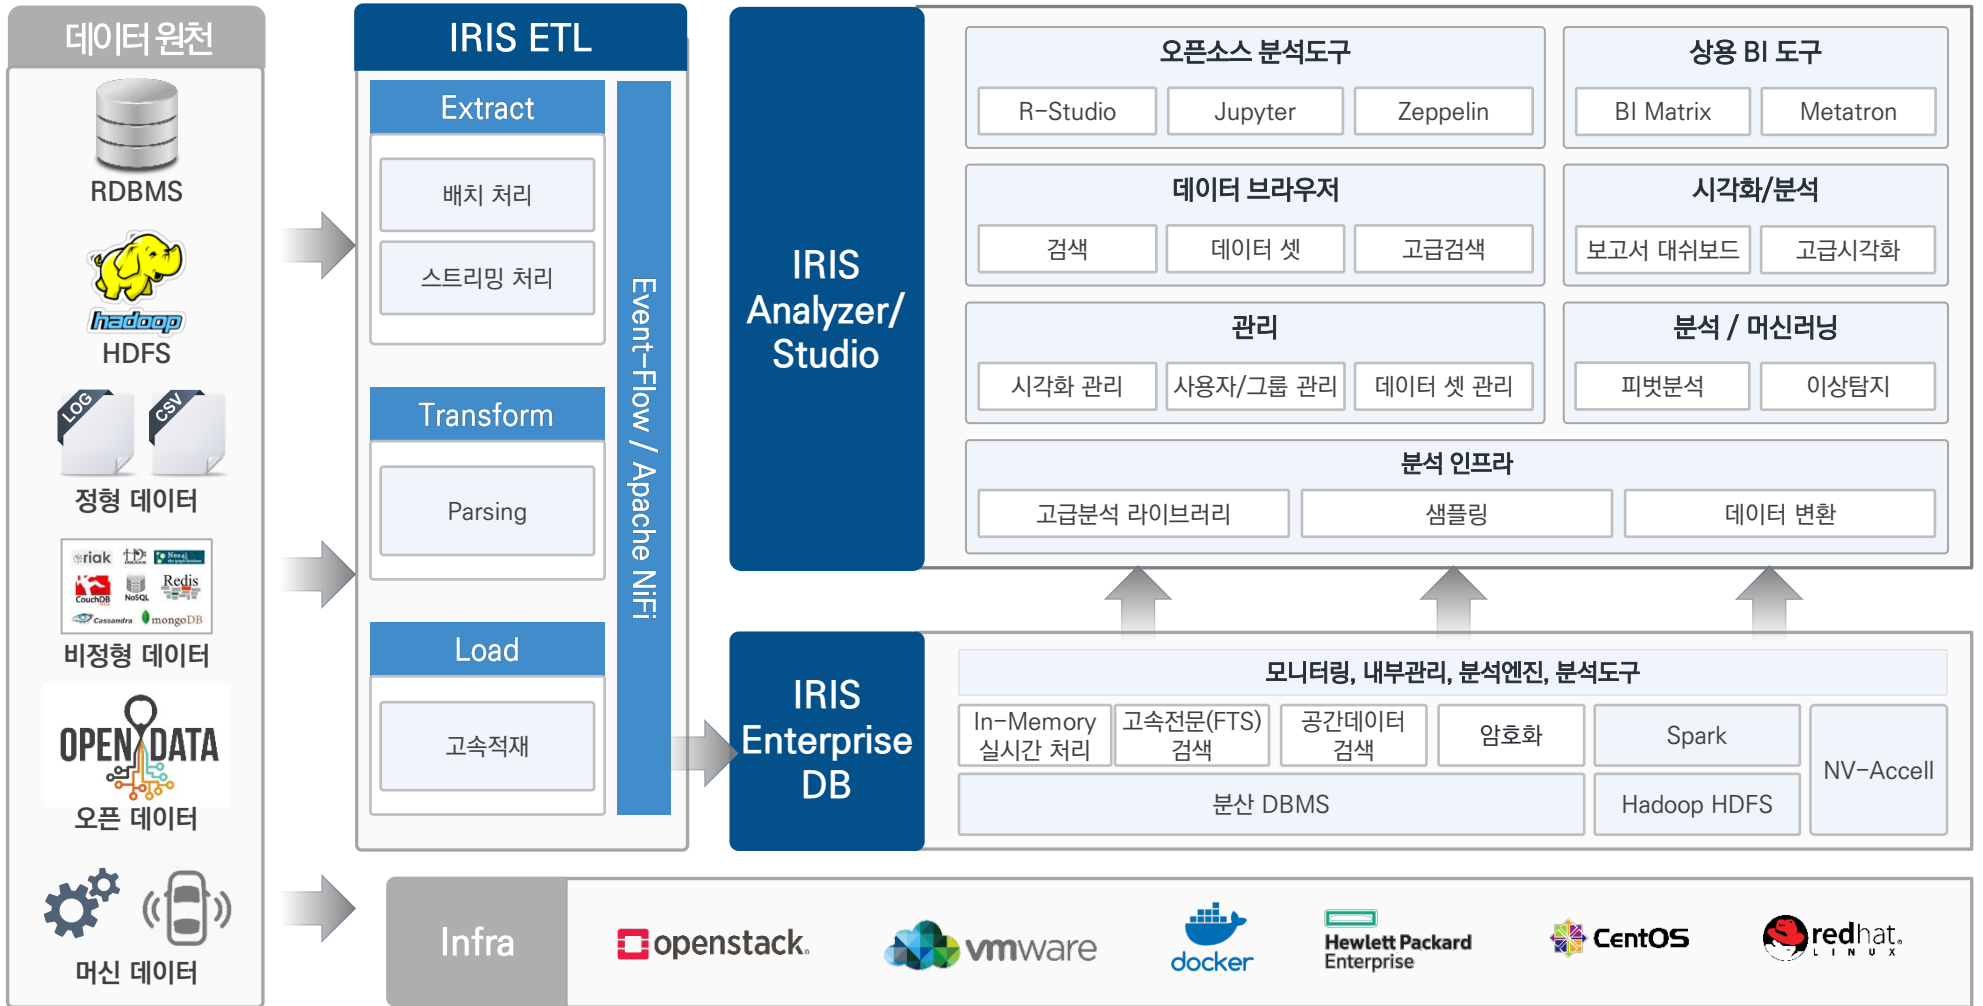 데이터 원천
RDBMS
hadoop
HDFS
LOG
CSV
정형 데이터
riak
Neo4j
CouchDB
NoSQL
Redis
Cassandra
mongoDB
비정형 데이터
OPEN DATA
오픈 데이터
머신 데이터
IRIS ETL
Extract
배치 처리
스트리밍 처리
Transform
Parsing
Load
고속적재
Event-Flow / Apache NiFi
IRIS
Analyzer/
Studio
오픈소스 분석도구
R-Studio
Jupyter
Zeppelin
상용 BI 도구
BI Matrix
Metatron
데이터 브라우저
검색
데이터 셋
고급검색
시각화/분석
보고서 대쉬보드
고급시각화
관리
시각화 관리
사용자/그룹 관리
데이터 셋 관리
분석 / 머신러닝
피벗분석
이상탐지
분석 인프라
고급분석 라이브러리
샘플링
데이터 변환
IRIS
Enterprise
DB
모니터링, 내부관리, 분석엔진, 분석도구
In-Memory
실시간 처리
고속전문(FTS)
검색
공간데이터
검색
암호화
Spark
NV-Accell
분산 DBMS
Hadoop HDFS
Infra
openstack.
vmware
docker
Hewlett Packard
Enterprise
CentOS
redhat.
LINUX